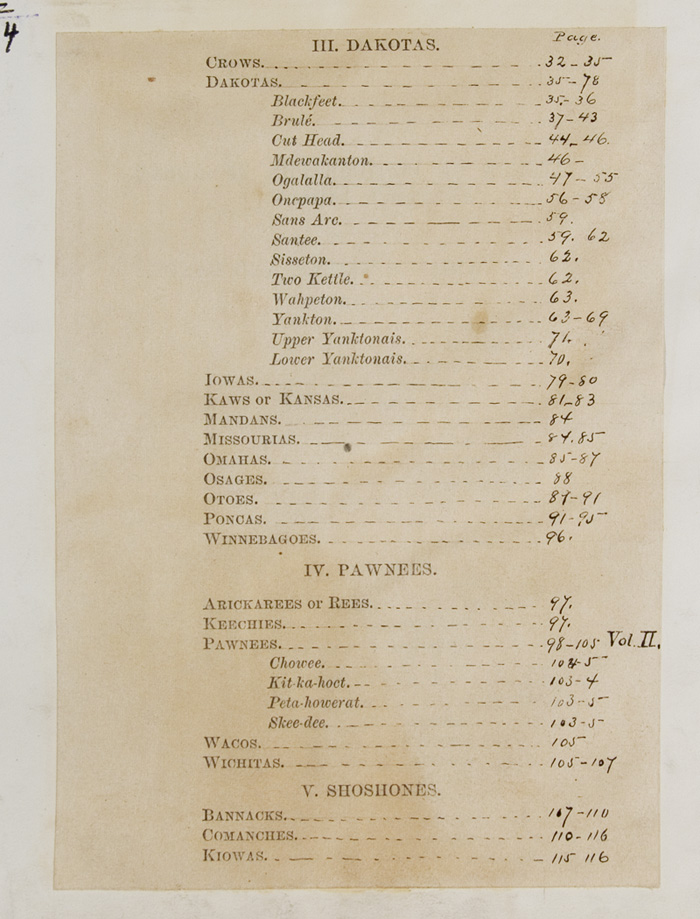 4
III. DAKOTAS. Page.
CROWS. 32-35
DAKOTAS. 35-78
Blackfeet. 35-36
Brulé. 37-43
Cut Head. 44-46.
Mdewakanton. 46-
Ogalalla. 47-55
Oncpapa. 56-58
Sans Arc. 59.
Santee. 59. 62
Sisseton. 62.
Two Kettle. 62.
Wahpeton. 63.
Yankton. 63-69
Upper Yanktonais. 71.
Lower Yanktonais. 70.
IOWAS. 79-80
KAWS or KANSAS. 81-83
MANDANS. 84
MISSOURIAS. 84.85
OMAHAS. 85-87
OSAGES. 88
OTOES. 87-91
PONCAS. 91-95
WINNEBAGOES. 96.
IV. PAWNEES.
ARICKAREES or REES. 97.
KEECHIES. 97.
PAWNEES. 98-105 Vol. II.
Chowee. 104-5
Kit-ka-hoct. 103-4
Peta-howerat. 103-5
Skee-dee. 103-5
WACOS. 105
WICHITAS. 105-107
V. SHOSHONES.
BANNACKS. 107-110
COMANCHES. 110-116
KIOWAS. 115 116